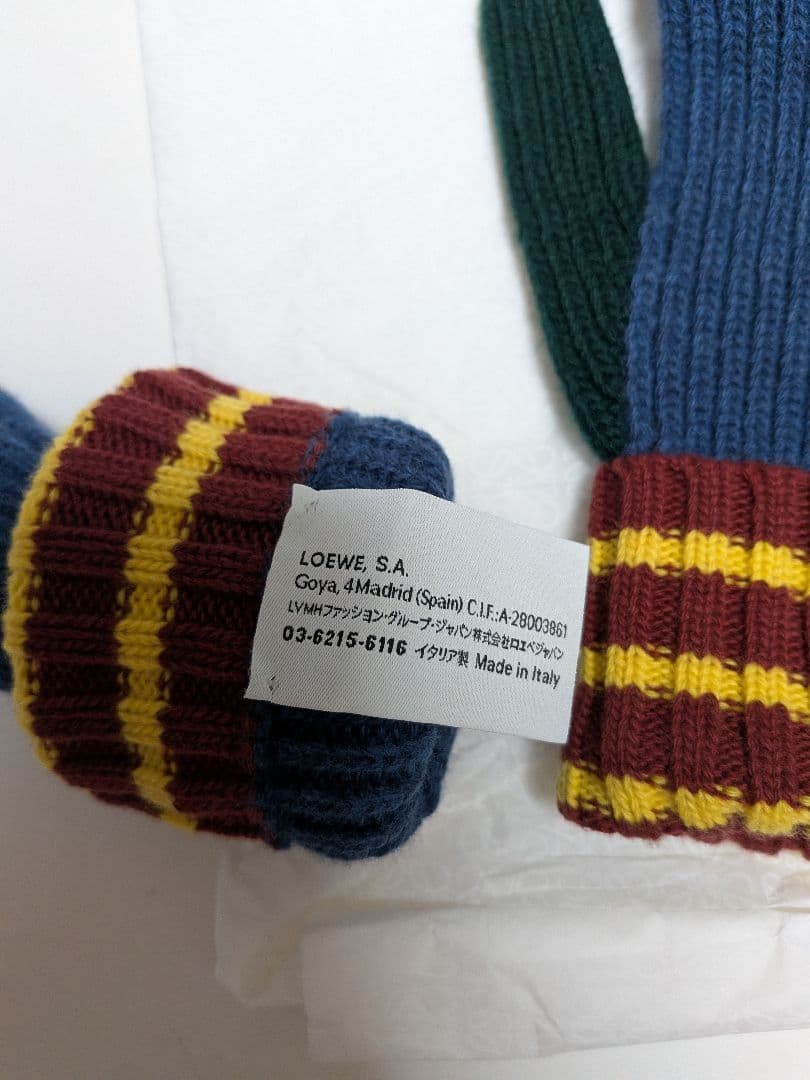 LOEWE, S.A.
Goya, 4 Madrid (Spain) C.I.F.: A-28003861
LVMHファッション・グループ・ジャパン株式会社ロエベジャパン
03-6215-6116 イタリア製 Made in Italy